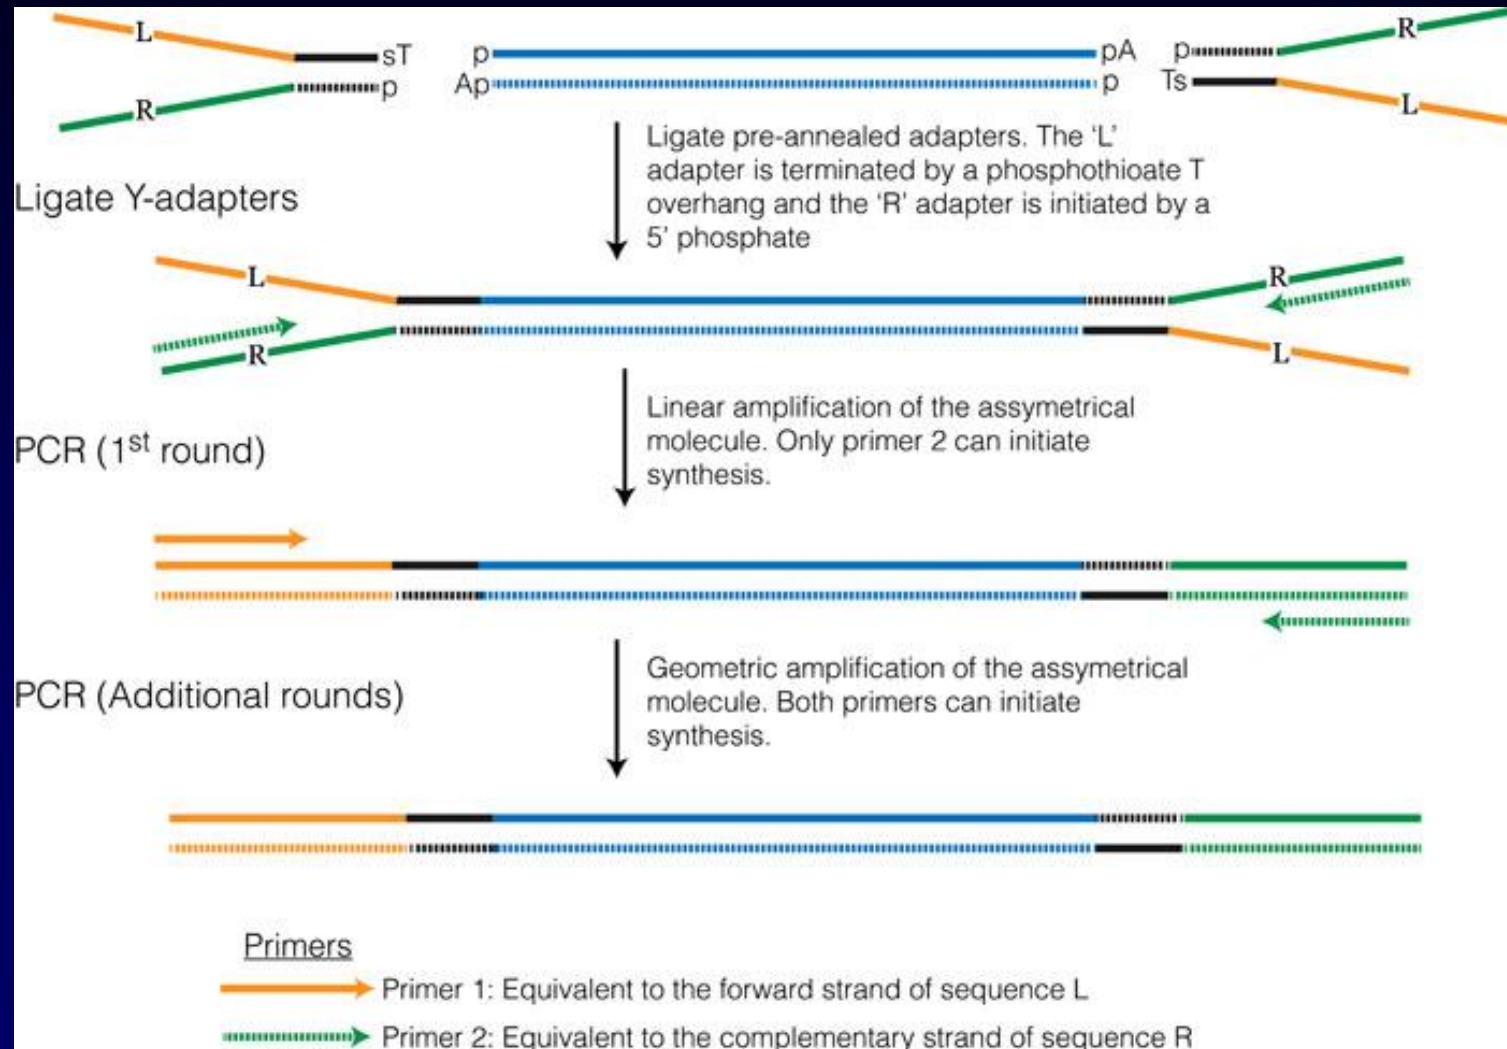 L
sT
p
pA
p
R
R
p
Ap
p
Ts
L
Ligate pre-annealed adapters. The ‘L’
adapter is terminated by a phosphothioate T
overhang and the ‘R’ adapter is initiated by a
5’ phosphate
Ligate Y-adapters
L
R
R
L
Linear amplification of the assymetrical
molecule. Only primer 2 can initiate
synthesis.
PCR (1st round)
Geometric amplification of the assymetrical
molecule. Both primers can initiate
synthesis.
PCR (Additional rounds)
Primers
Primer 1: Equivalent to the forward strand of sequence L
Primer 2: Equivalent to the complementary strand of sequence R